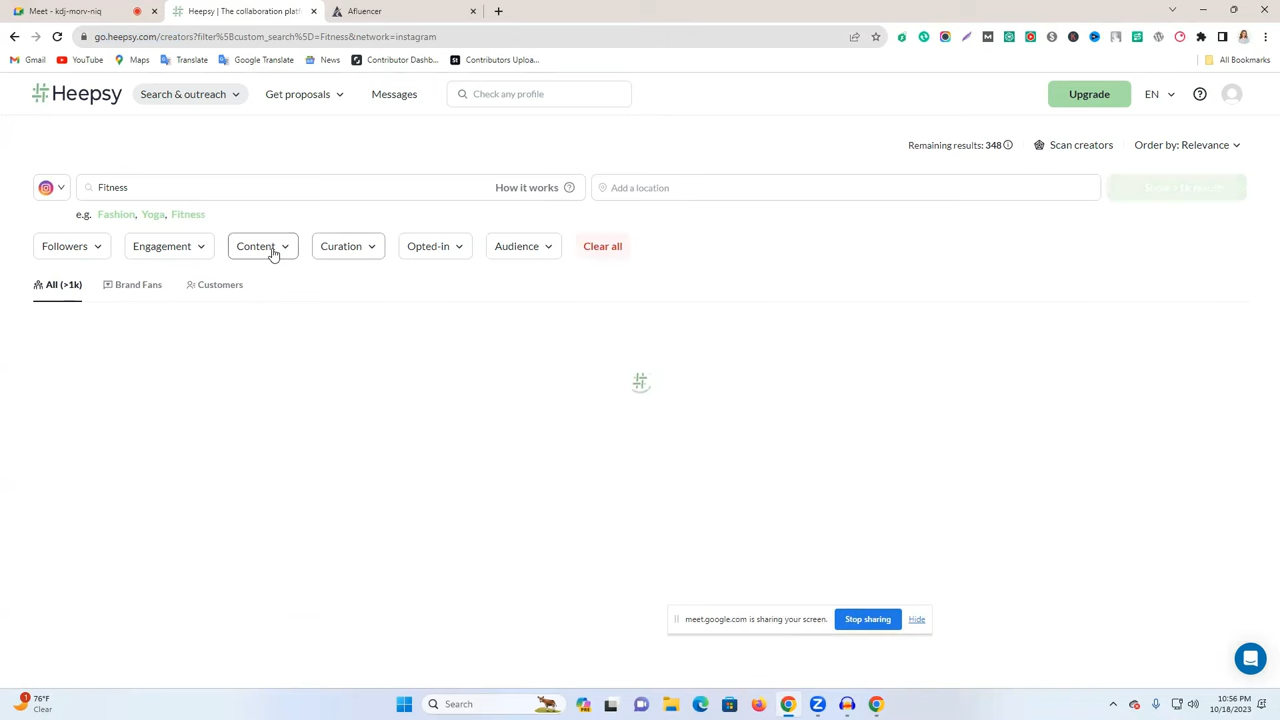 Meet - kdj-morv-niq
Heepsy | The collaboration platf
Afluencer
go.heepsy.com/creators?filter%5Bcustom_search%5D=Fitness&network=instagram
Gmail
YouTube
Maps
Translate
Google Translate
News
Contributor Dashb...
Contributors Uploa...
All Bookmarks
Heepsy
Search & outreach
Get proposals
Messages
Check any profile
Upgrade
EN
Remaining results: 348
Scan creators
Order by: Relevance
Fitness
How it works
Add a location
e.g. Fashion, Yoga, Fitness
Followers
Engagement
Content
Curation
Opted-in
Audience
Clear all
All (>1k)
Brand Fans
Customers
meet.google.com is sharing your screen.
Stop sharing
Hide
1
76°F
Clear
Search
10:56 PM
10/18/2023